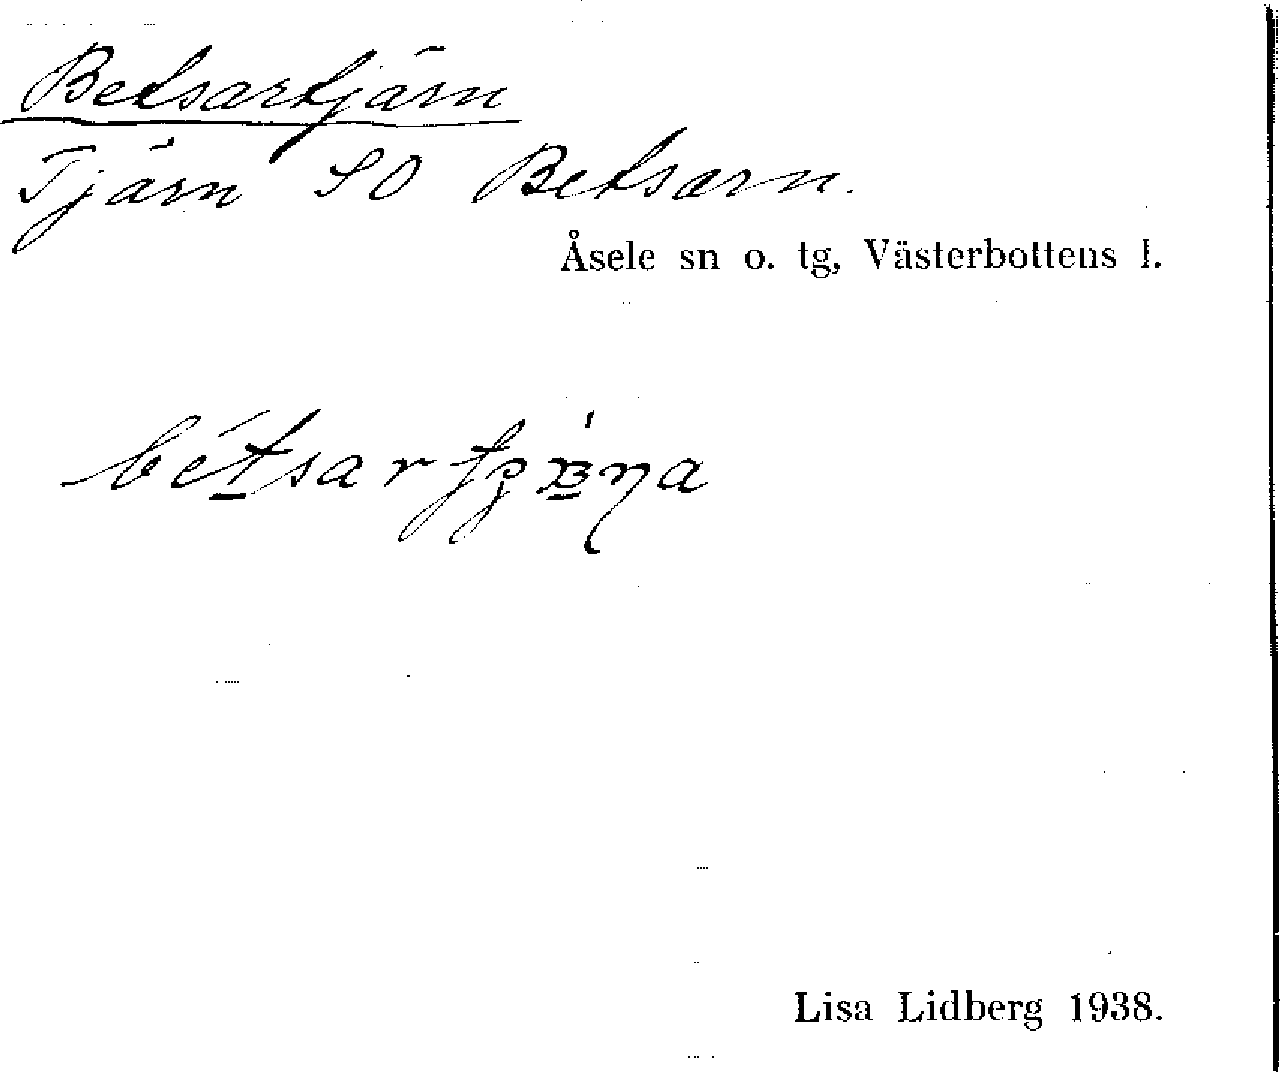 Betsartjärn
Tjärn SO Betsarn.
Åsele sn o. tg, Västerbottens l.
Lisa Lidberg 1938.